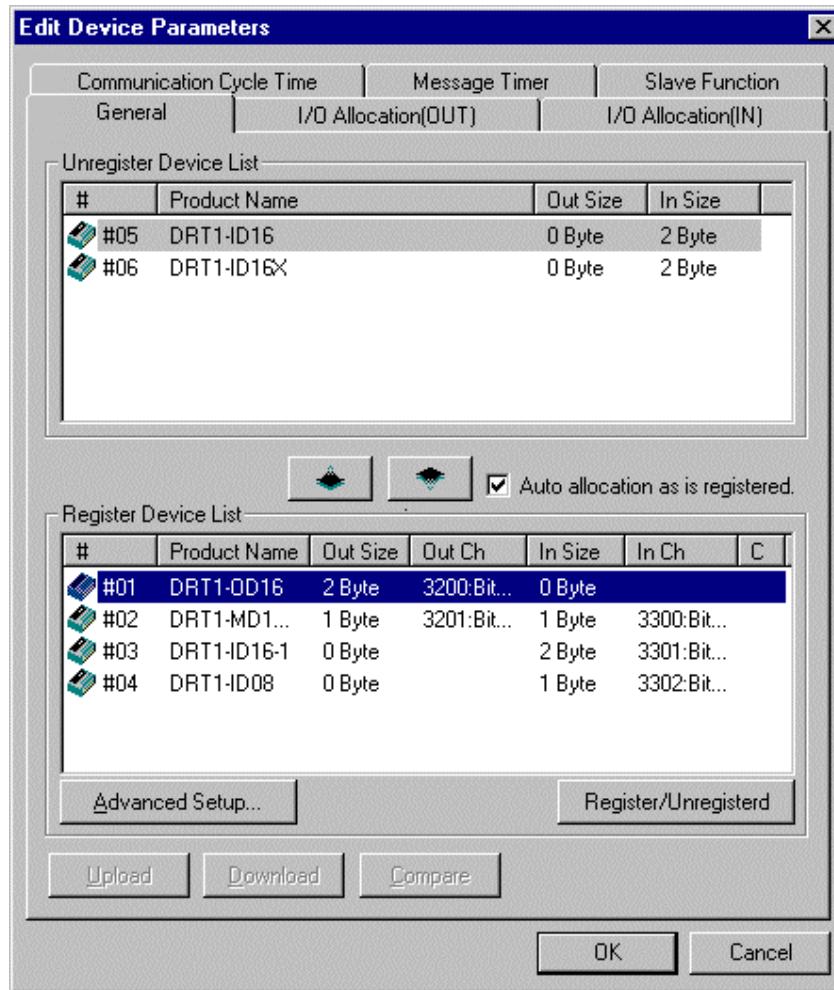 Edit Device Parameters
Communication Cycle Time Message Timer Slave Function
General I/O Allocation(OUT) I/O Allocation(IN)
Unregister Device List
# Product Name Out Size In Size
#05 DRT1-ID16 0 Byte 2 Byte
#06 DRT1-ID16X 0 Byte 2 Byte
Auto allocation as is registered.
Register Device List
# Product Name Out Size Out Ch In Size In Ch C
#01 DRT1-OD16 2 Byte 3200:Bit... 0 Byte
#02 DRT1-MD1... 1 Byte 3201:Bit... 1 Byte 3300:Bit...
#03 DRT1-ID16-1 0 Byte 2 Byte 3301:Bit...
#04 DRT1-ID08 0 Byte 1 Byte 3302:Bit...
Advanced Setup... Register/Unregisterd
Upload Download Compare
OK Cancel